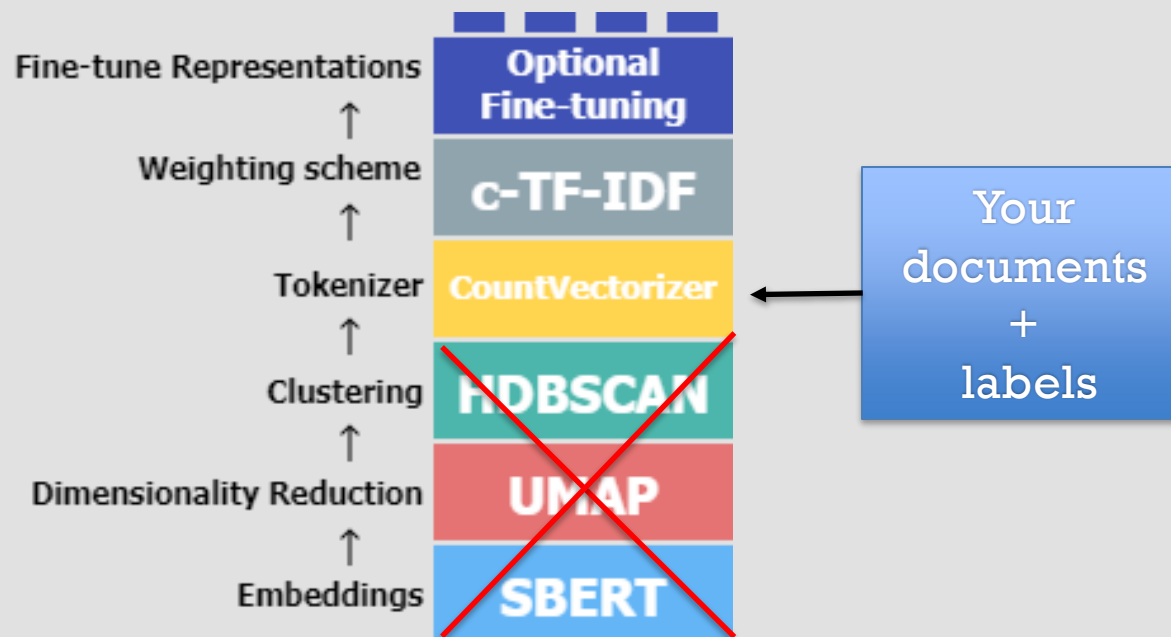 Fine-tune Representations
Optional
Fine-tuning
Weighting scheme
c-TF-IDF
Tokenizer
CountVectorizer
Clustering
HDBSCAN
Dimensionality Reduction
UMAP
Embeddings
SBERT
Your
documents
+
labels